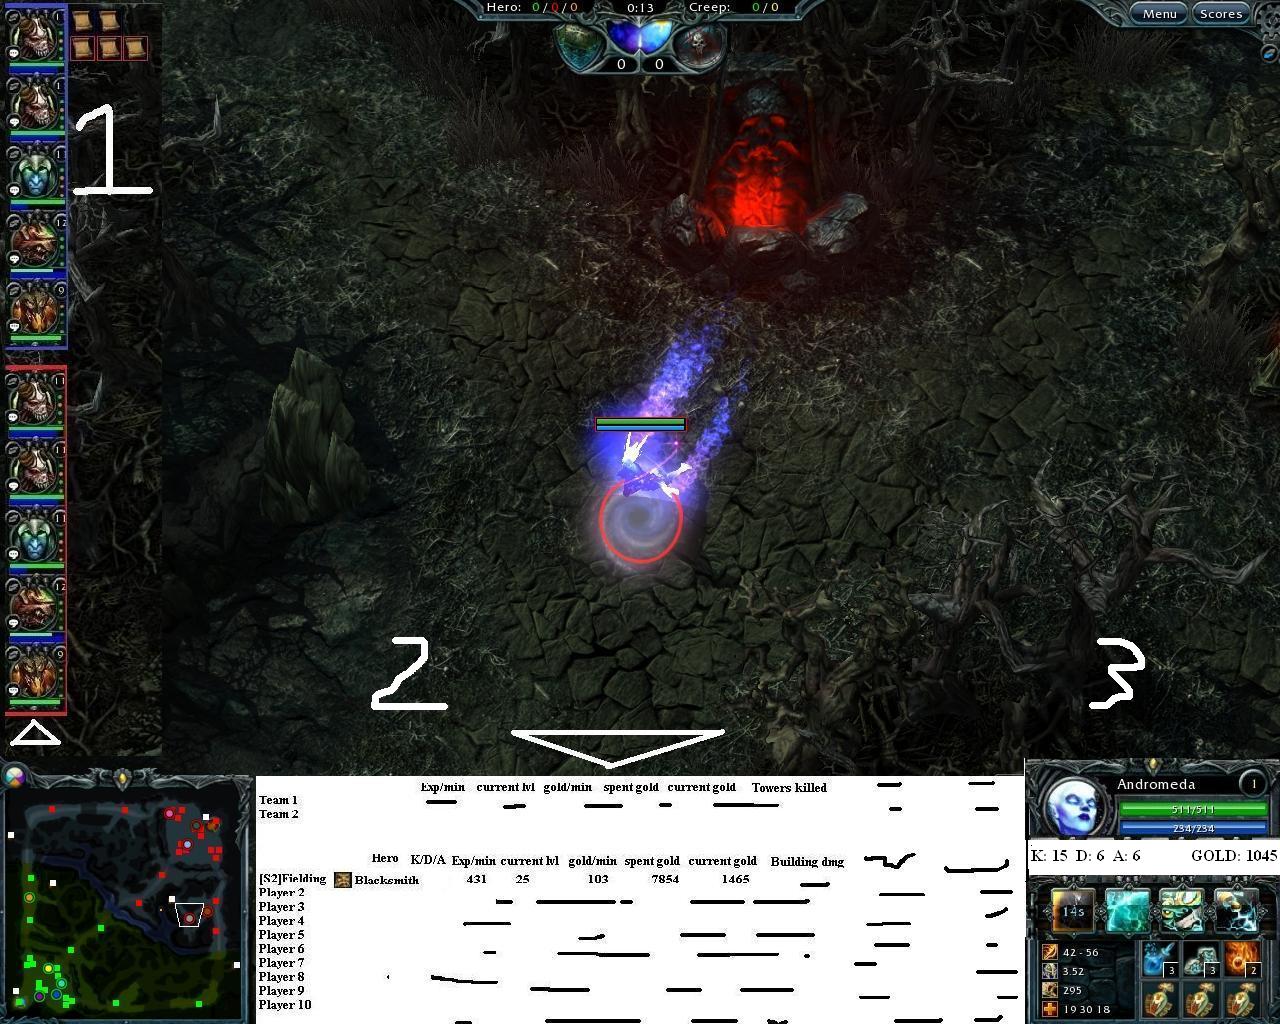 Hero: 0/0/0 0:13 Creep: 0/0
Menu Scores
0 0
1
2
3
Exp/min current lvl gold/min spent gold current gold Towers killed
Team 1
Team 2
Hero K/D/A Exp/min current lvl gold/min spent gold current gold Building dmg
[S2]Fielding Blacksmith 431 25 103 7854 1465
Player 2
Player 3
Player 4
Player 5
Player 6
Player 7
Player 8
Player 9
Player 10
Andromeda 1
511/511
234/234
K: 15 D: 6 A: 6 GOLD: 1045
14s
42 - 56
3.52
295
19 30 18
3 3 2